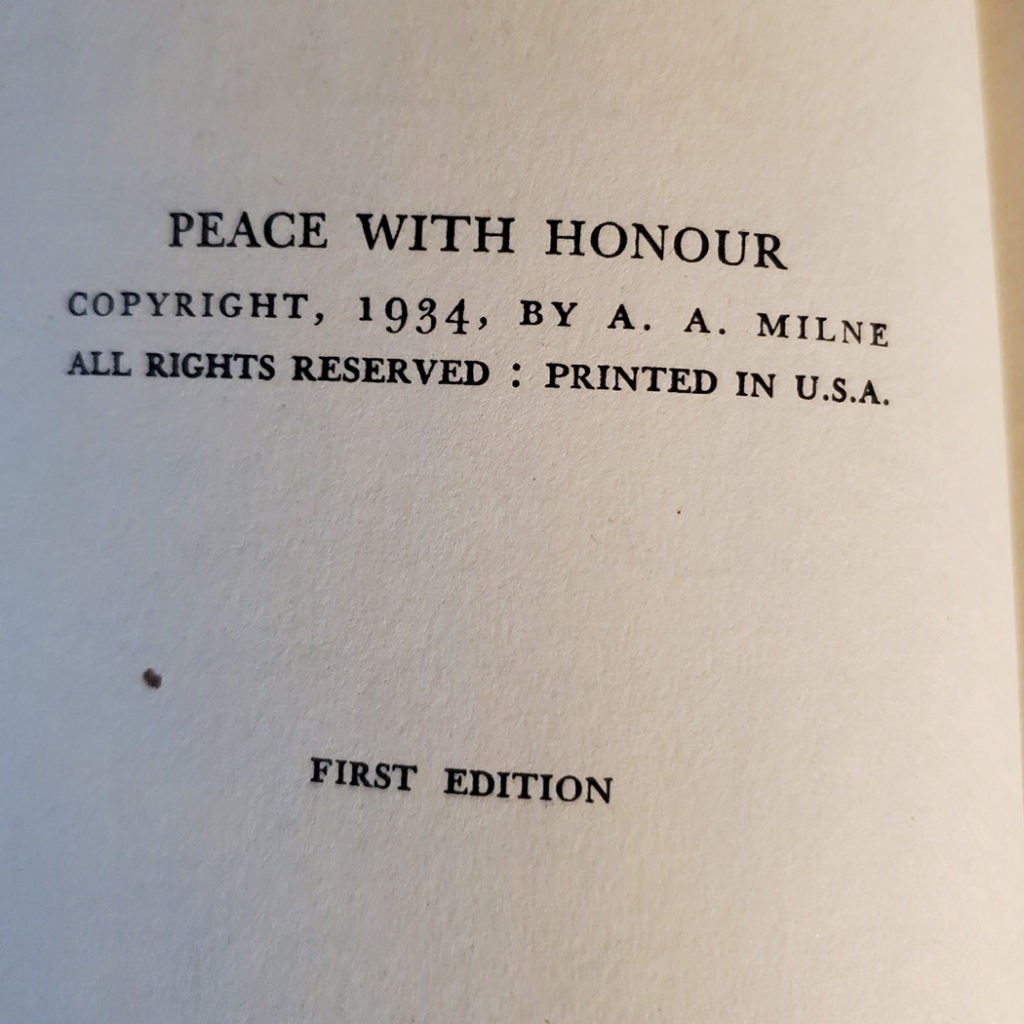 PEACE WITH HONOUR
COPYRIGHT, 1934, BY A. A. MILNE
ALL RIGHTS RESERVED : PRINTED IN U.S.A.
FIRST EDITION